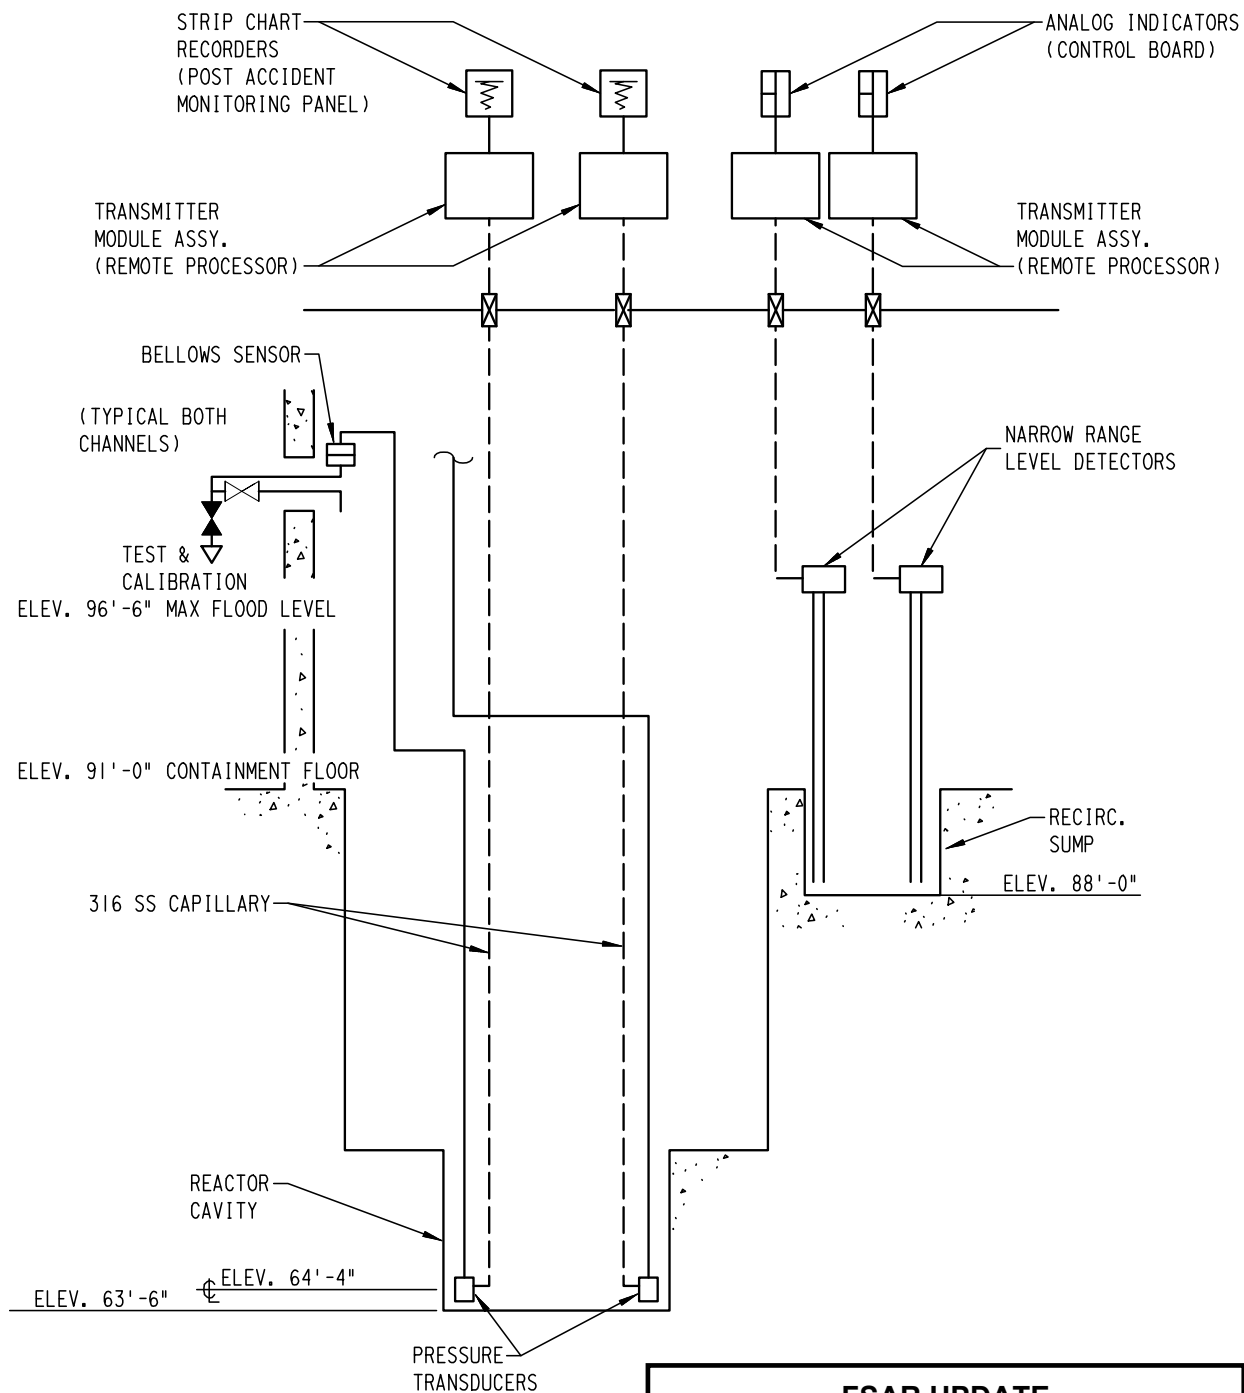 STRIP CHART
RECORDERS
(POST ACCIDENT
MONITORING PANEL)
ANALOG INDICATORS
(CONTROL BOARD)
TRANSMITTER
MODULE ASSY.
(REMOTE PROCESSOR)
TRANSMITTER
MODULE ASSY.
(REMOTE PROCESSOR)
BELLOWS SENSOR
(TYPICAL BOTH
CHANNELS)
NARROW RANGE
LEVEL DETECTORS
TEST &
CALIBRATION
ELEV. 96'-6" MAX FLOOD LEVEL
ELEV. 91'-0" CONTAINMENT FLOOR
RECIRC.
SUMP
ELEV. 88'-0"
316 SS CAPILLARY
REACTOR
CAVITY
ELEV. 64'-4"
ELEV. 63'-6"
PRESSURE
TRANSDUCERS
FSAR UPDATE